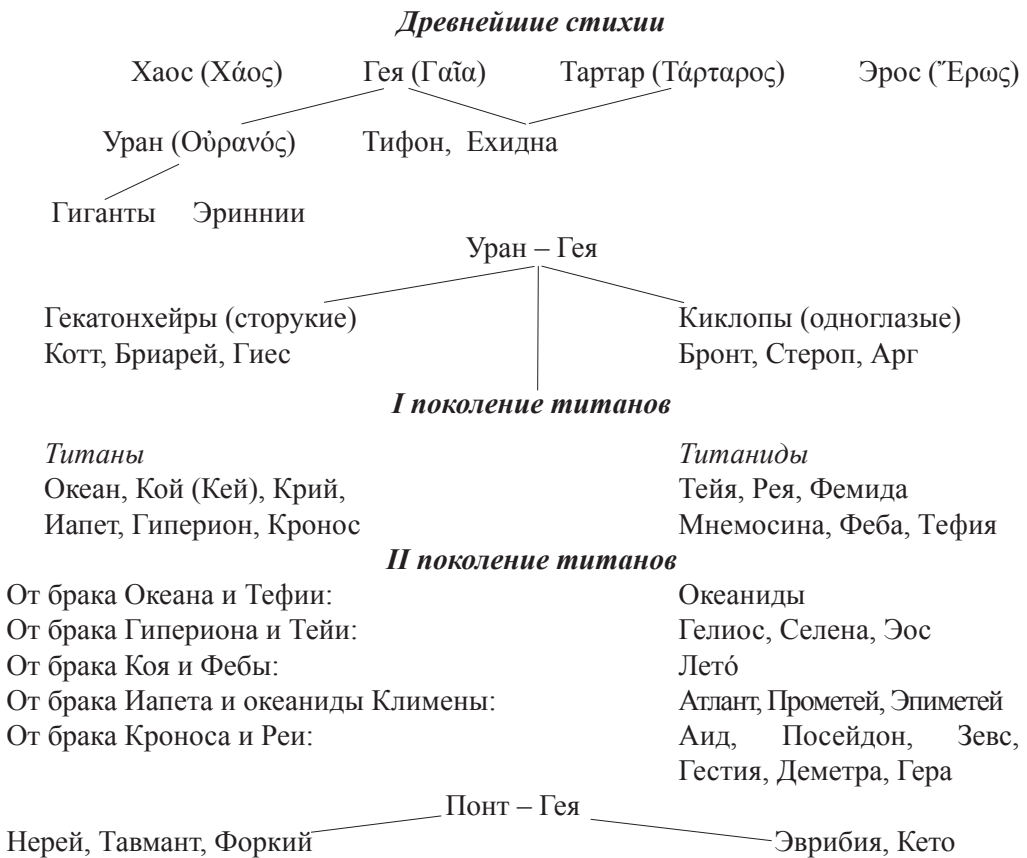 Древнейшие стихии
Хаос (Χάος) Гея (Γαῖα) Тартар (Τάρταρος) Эрос (Ἔρως)
Уран (Οὐρανός) Тифон, Ехидна
Гиганты Эриннии
Уран – Гея
Гекатонхейры (сторукие) Киклопы (одноглазые)
Котт, Бриарей, Гиес Бронт, Стероп, Арг
I поколение титанов
Титаны Титаниды
Океан, Кой (Кей), Крий, Тейя, Рея, Фемида
Иапет, Гиперион, Кронос Мнемосина, Феба, Тефия
II поколение титанов
От брака Океана и Тефии: Океаниды
От брака Гипериона и Тейи: Гелиос, Селена, Эос
От брака Коя и Фебы: Летó
От брака Иапета и океаниды Климены: Атлант, Прометей, Эпиметей
От брака Кроноса и Реи: Аид, Посейдон, Зевс,
Гестия, Деметра, Гера
Понт – Гея
Нерей, Тавмант, Форкий Эврибия, Кето